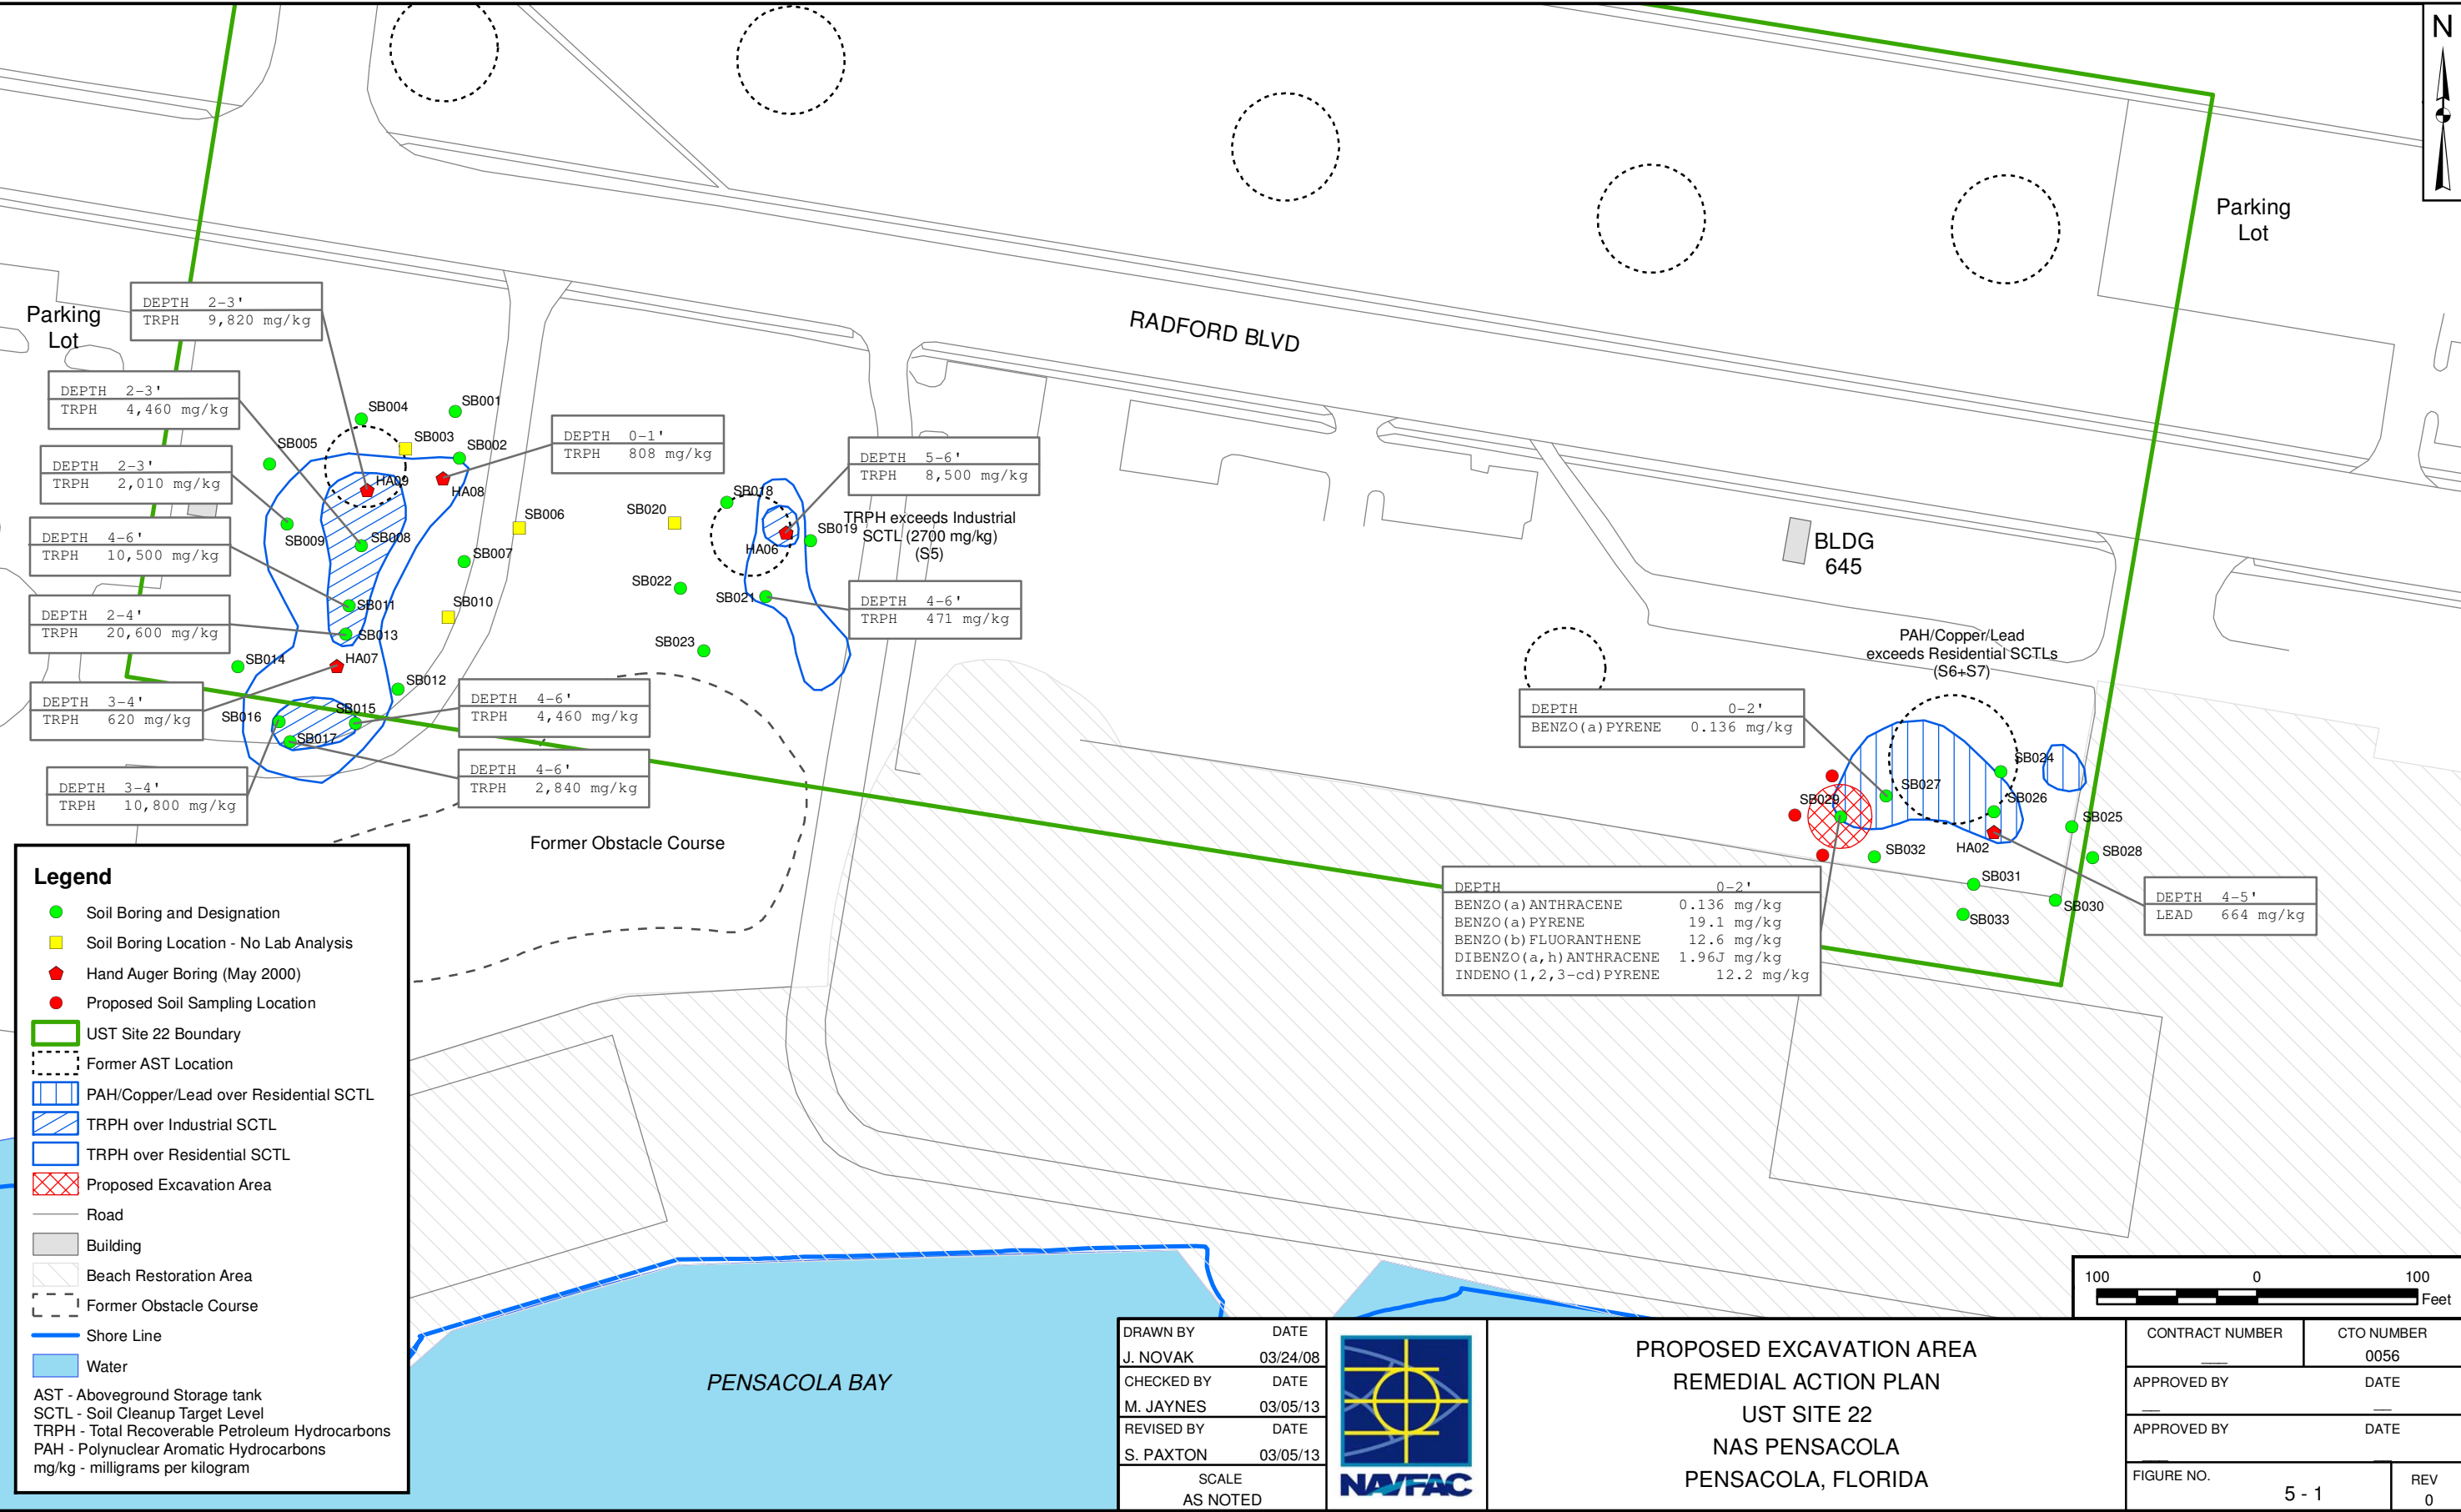 N
Parking
Lot
RADFORD BLVD
Parking
Lot
DEPTH 2-3'
TRPH 9,820 mg/kg
DEPTH 2-3'
TRPH 4,460 mg/kg
DEPTH 2-3'
TRPH 2,010 mg/kg
DEPTH 4-6'
TRPH 10,500 mg/kg
DEPTH 2-4'
TRPH 20,600 mg/kg
DEPTH 3-4'
TRPH 620 mg/kg
DEPTH 3-4'
TRPH 10,800 mg/kg
DEPTH 0-1'
TRPH 808 mg/kg
DEPTH 4-6'
TRPH 4,460 mg/kg
DEPTH 4-6'
TRPH 2,840 mg/kg
SB004
SB001
SB003
SB002
SB005
HA09
HA08
SB006
SB009
SB008
SB007
SB011
SB010
SB013
SB014
HA07
SB012
SB016
SB015
SB017
DEPTH 5-6'
TRPH 8,500 mg/kg
SB018
SB020
SB019
HA06
TRPH exceeds Industrial
SCTL (2700 mg/kg)
(S5)
SB022
SB021
SB023
DEPTH 4-6'
TRPH 471 mg/kg
Former Obstacle Course
BLDG
645
PAH/Copper/Lead
exceeds Residential SCTLs
(S6+S7)
DEPTH 0-2'
BENZO(a)PYRENE 0.136 mg/kg
SB024
SB027
SB026
SB029
SB025
SB032
HA02
SB028
SB031
SB030
SB033
DEPTH 0-2'
BENZO(a)ANTHRACENE 0.136 mg/kg
BENZO(a)PYRENE 19.1 mg/kg
BENZO(b)FLUORANTHENE 12.6 mg/kg
DIBENZO(a,h)ANTHRACENE 1.96J mg/kg
INDENO(1,2,3-cd)PYRENE 12.2 mg/kg
DEPTH 4-5'
LEAD 664 mg/kg
Legend
Soil Boring and Designation
Soil Boring Location - No Lab Analysis
Hand Auger Boring (May 2000)
Proposed Soil Sampling Location
UST Site 22 Boundary
Former AST Location
PAH/Copper/Lead over Residential SCTL
TRPH over Industrial SCTL
TRPH over Residential SCTL
Proposed Excavation Area
Road
Building
Beach Restoration Area
Former Obstacle Course
Shore Line
Water
AST - Aboveground Storage tank
SCTL - Soil Cleanup Target Level
TRPH - Total Recoverable Petroleum Hydrocarbons
PAH - Polynuclear Aromatic Hydrocarbons
mg/kg - milligrams per kilogram
PENSACOLA BAY
100 0 100
Feet
DRAWN BY DATE
J. NOVAK 03/24/08
CHECKED BY DATE
M. JAYNES 03/05/13
REVISED BY DATE
S. PAXTON 03/05/13
SCALE
AS NOTED
NAVFAC
PROPOSED EXCAVATION AREA
REMEDIAL ACTION PLAN
UST SITE 22
NAS PENSACOLA
PENSACOLA, FLORIDA
CONTRACT NUMBER CTO NUMBER
___ 0056
APPROVED BY DATE
__ __
APPROVED BY DATE
___ __
FIGURE NO. REV
5 - 1 0